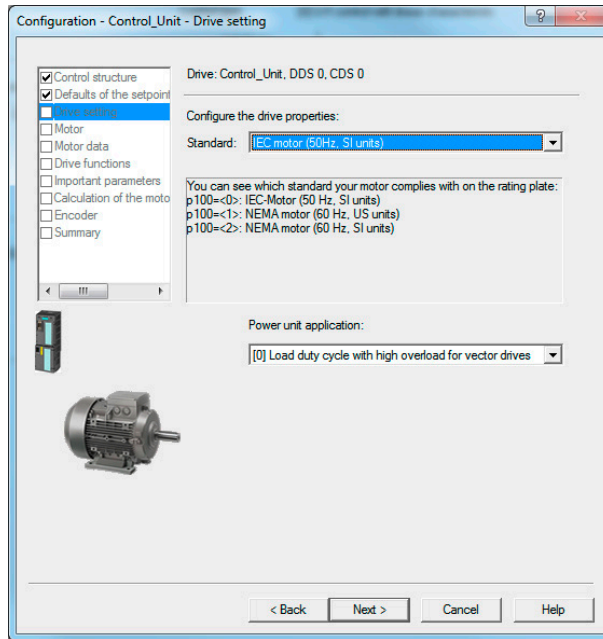 Configuration - Control_Unit - Drive setting
Control structure
Defaults of the setpoint
Drive setting
Motor
Motor data
Drive functions
Important parameters
Calculation of the moto
Encoder
Summary
Drive: Control_Unit, DDS 0, CDS 0
Configure the drive properties:
Standard: IEC motor (50Hz, SI units)
You can see which standard your motor complies with on the rating plate:
p100=<0>: IEC-Motor (50 Hz, SI units)
p100=<1>: NEMA motor (60 Hz, US units)
p100=<2>: NEMA motor (60 Hz, SI units)
Power unit application:
[0] Load duty cycle with high overload for vector drives
< Back Next > Cancel Help